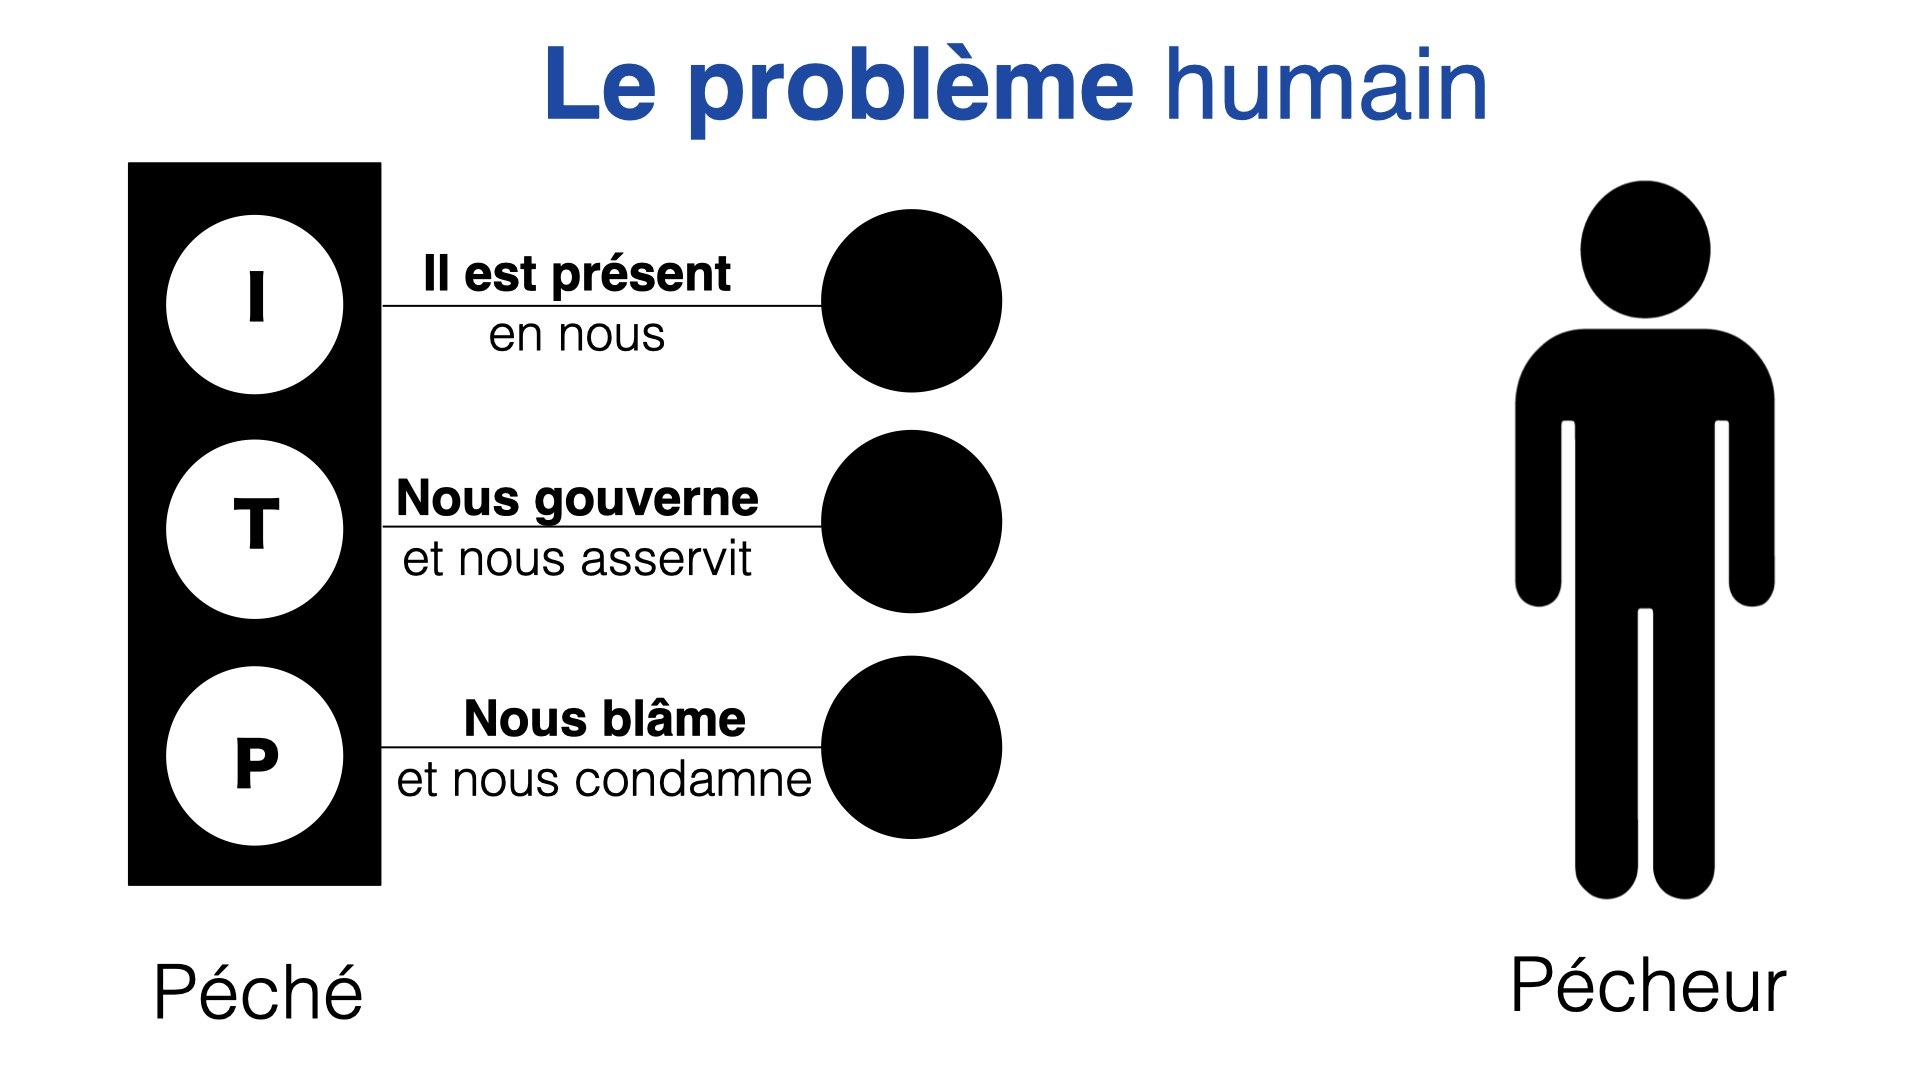 Le problème humain
I
Il est présent
en nous
T
Nous gouverne
et nous asservit
P
Nous blâme
et nous condamne
Péché
Pécheur